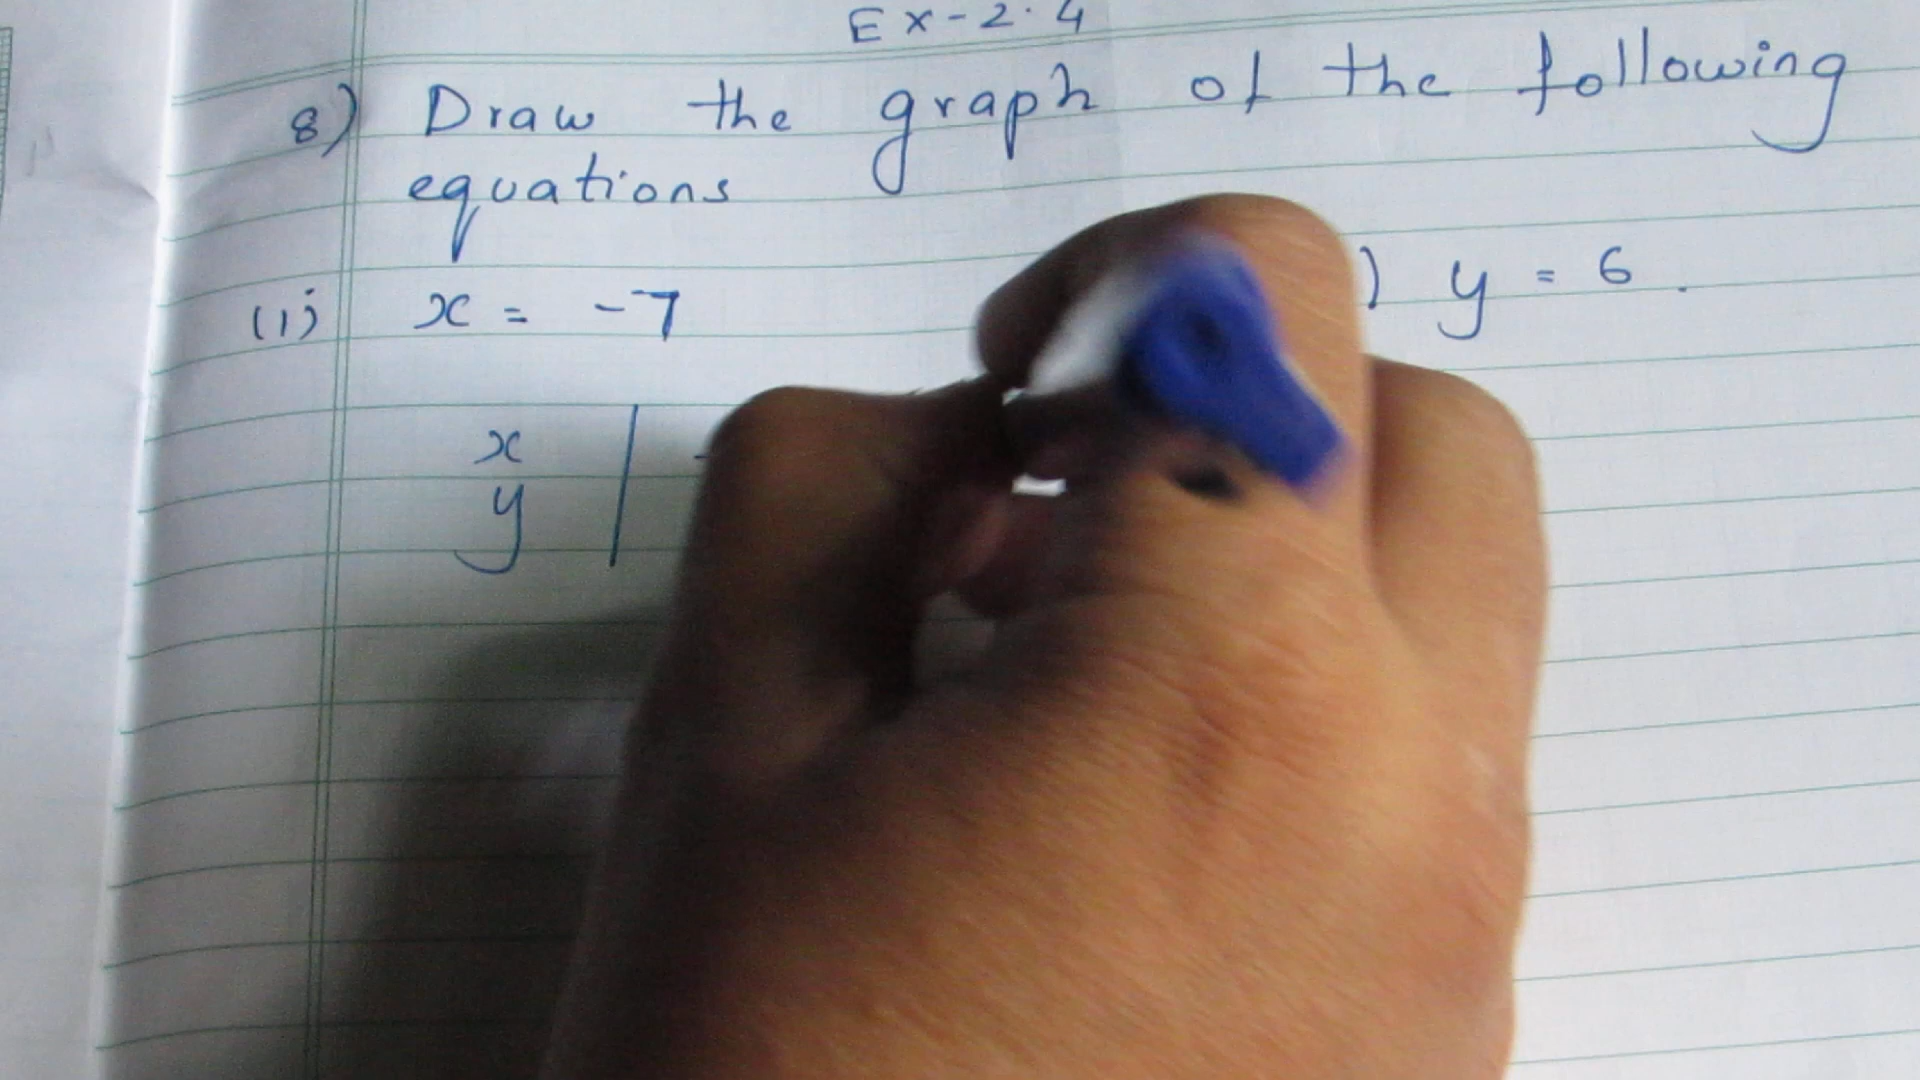 Ex-2.4
8) Draw the graph of the following
equations
(i) x = -7 ) y = 6.
x
y